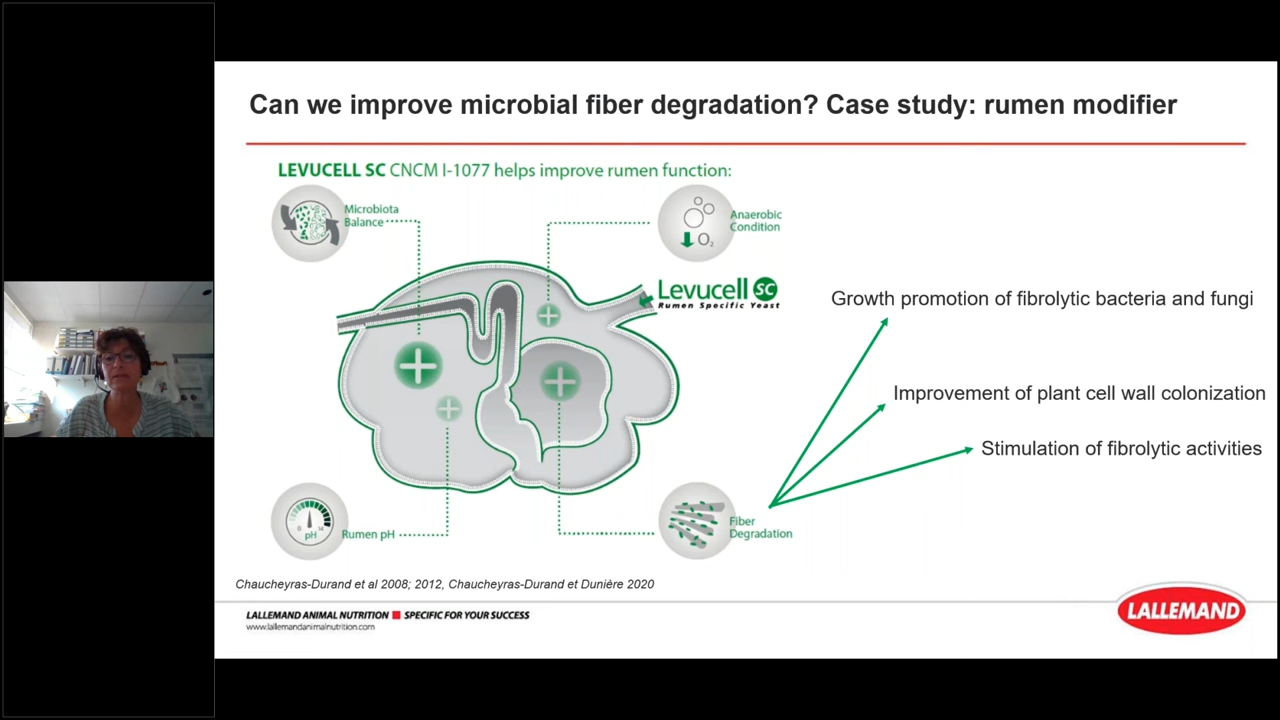 Can we improve microbial fiber degradation? Case study: rumen modifier
LEVUCELL SC CNCM I-1077 helps improve rumen function:
Microbiota
Balance
Anaerobic
Condition
O2
Levucell SC
Rumen Specific Yeast
Growth promotion of fibrolytic bacteria and fungi
Improvement of plant cell wall colonization
Stimulation of fibrolytic activities
0 14
pH
Rumen pH
Fiber
Degradation
Chaucheyras-Durand et al 2008; 2012, Chaucheyras-Durand et Dunière 2020
LALLEMAND ANIMAL NUTRITION SPECIFIC FOR YOUR SUCCESS
www.lallemandanimalnutrition.com
LALLEMAND